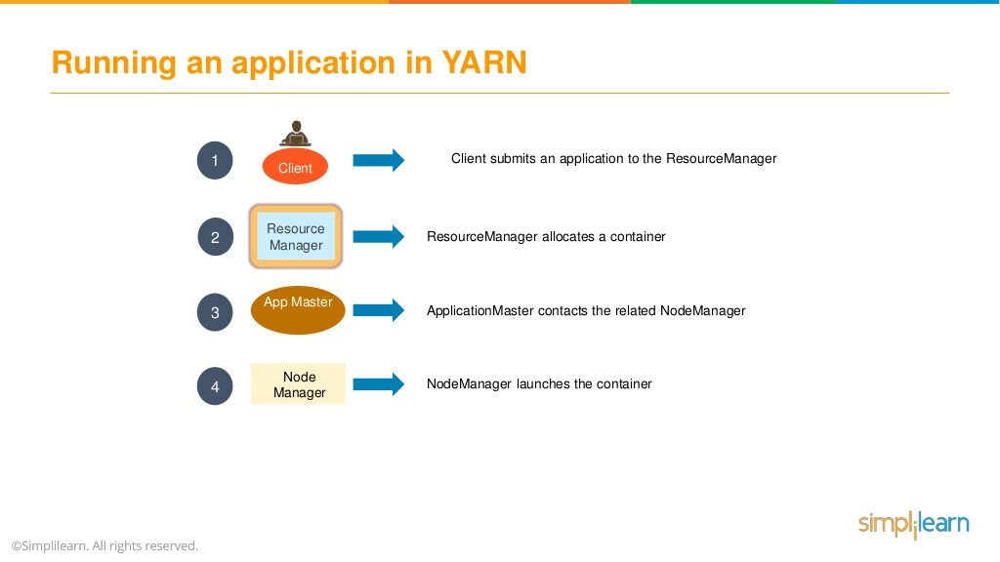 Running an application in YARN
1
Client
Client submits an application to the ResourceManager
2
Resource
Manager
ResourceManager allocates a container
3
App Master
ApplicationMaster contacts the related NodeManager
4
Node
Manager
NodeManager launches the container
simplilearn
©Simplilearn. All rights reserved.